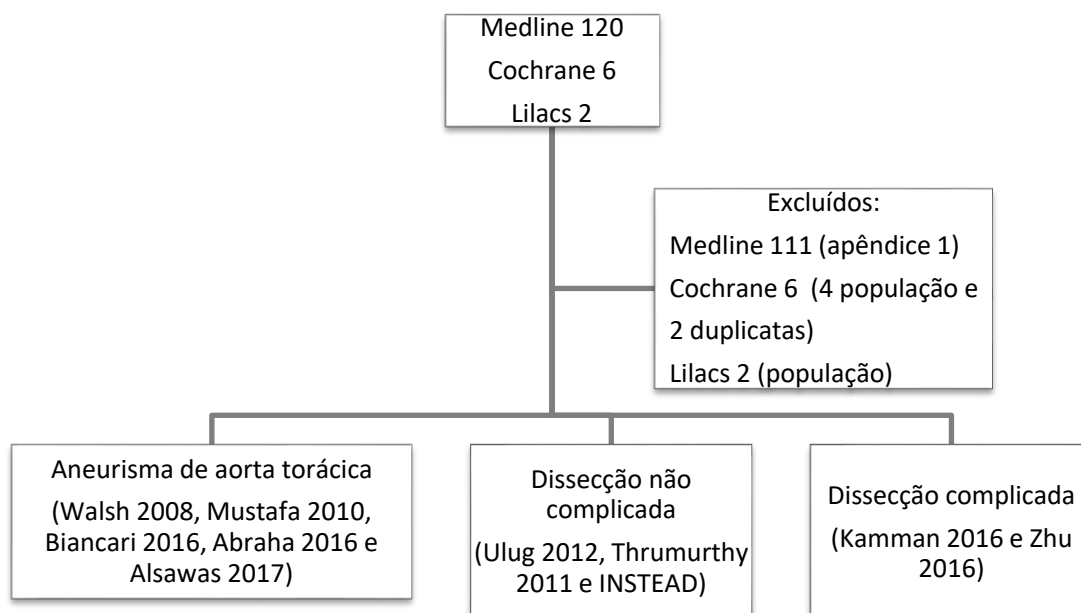 Medline 120
Cochrane 6
Lilacs 2
Excluídos:
Medline 111 (apêndice 1)
Cochrane 6 (4 população e
2 duplicatas)
Lilacs 2 (população)
Aneurisma de aorta torácica
(Walsh 2008, Mustafa 2010,
Biancari 2016, Abraha 2016 e
Alsawas 2017)
Dissecção não
complicada
(Ulug 2012, Thrumurthy
2011 e INSTEAD)
Dissecção complicada
(Kamman 2016 e Zhu
2016)